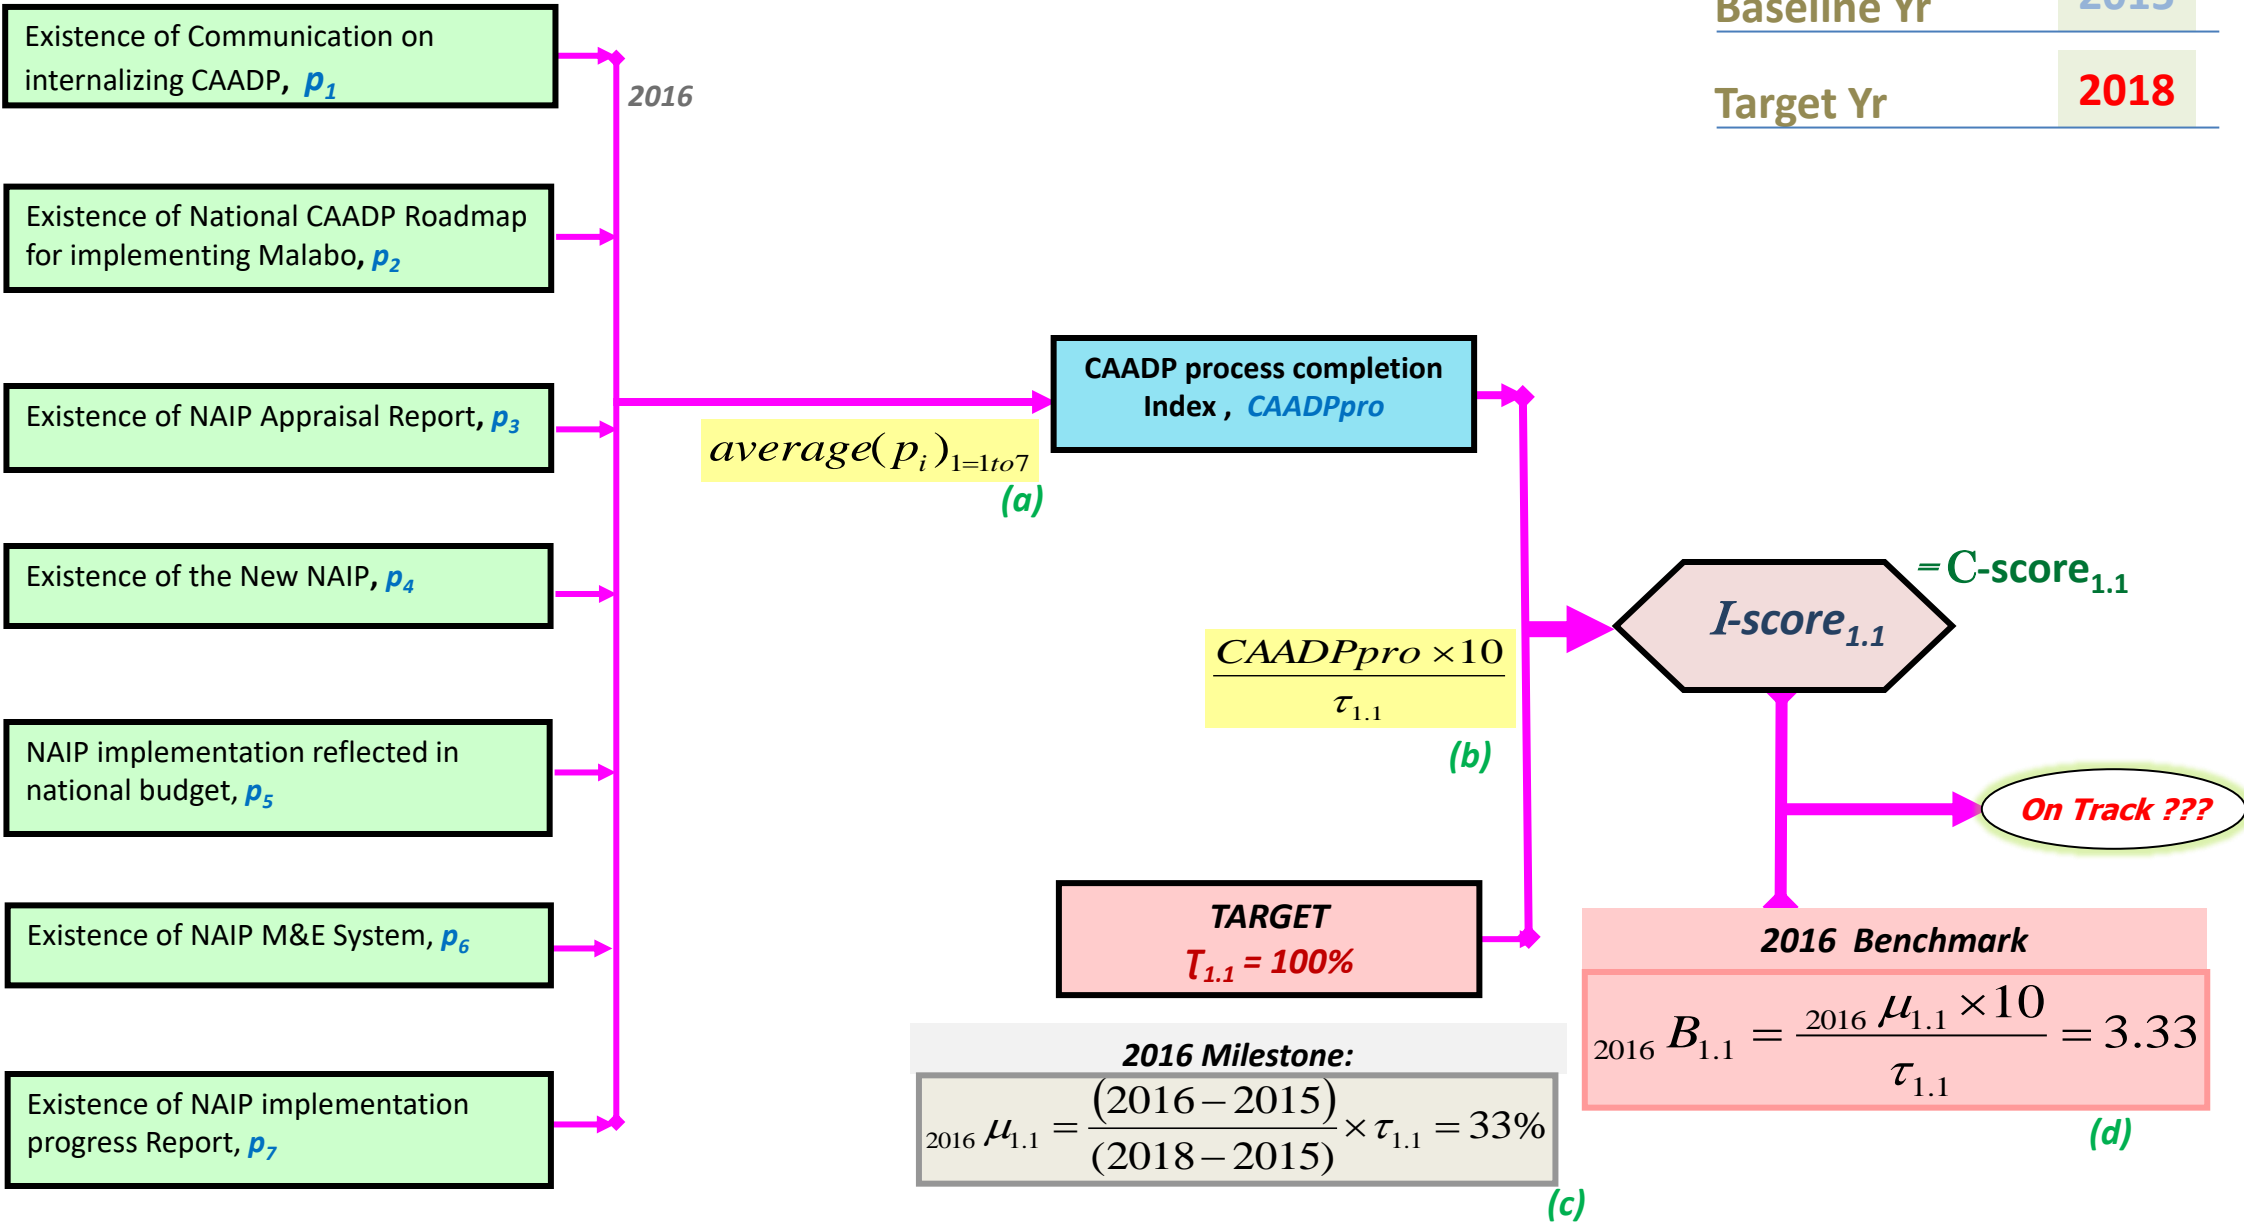 Baseline Yr 2015
Target Yr 2018
Existence of Communication on
internalizing CAADP, p1
2016
Existence of National CAADP Roadmap
for implementing Malabo, p2
Existence of NAIP Appraisal Report, p3
Existence of the New NAIP, p4
NAIP implementation reflected in
national budget, p5
Existence of NAIP M&E System, p6
Existence of NAIP implementation
progress Report, p7
average(p_i)_{1=1to7}
(a)
CAADP process completion
Index , CAADPpro
CAADPpro ×10
τ1.1
(b)
TARGET
τ1.1 = 100%
2016 Milestone:
2016 μ1.1 = (2016 – 2015) / (2018 – 2015) × τ1.1 = 33%
(c)
I-score1.1
= C-score1.1
On Track ???
2016 Benchmark
2016 B1.1 = 2016 μ1.1 ×10 / τ1.1 = 3.33
(d)